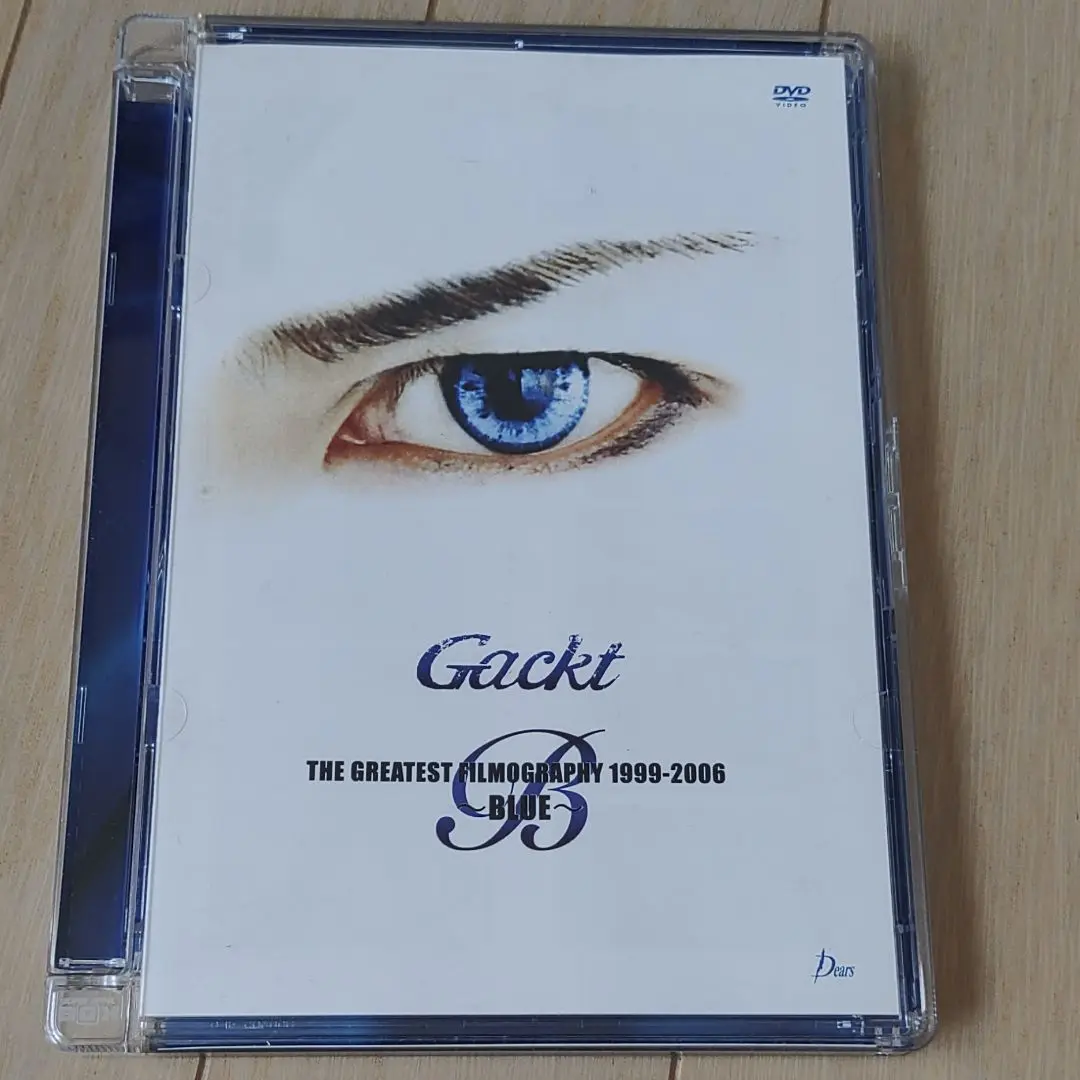 DVD
VIDEO
Gackt
B
THE GREATEST FILMOGRAPHY 1999-2006
~BLUE~
Dears